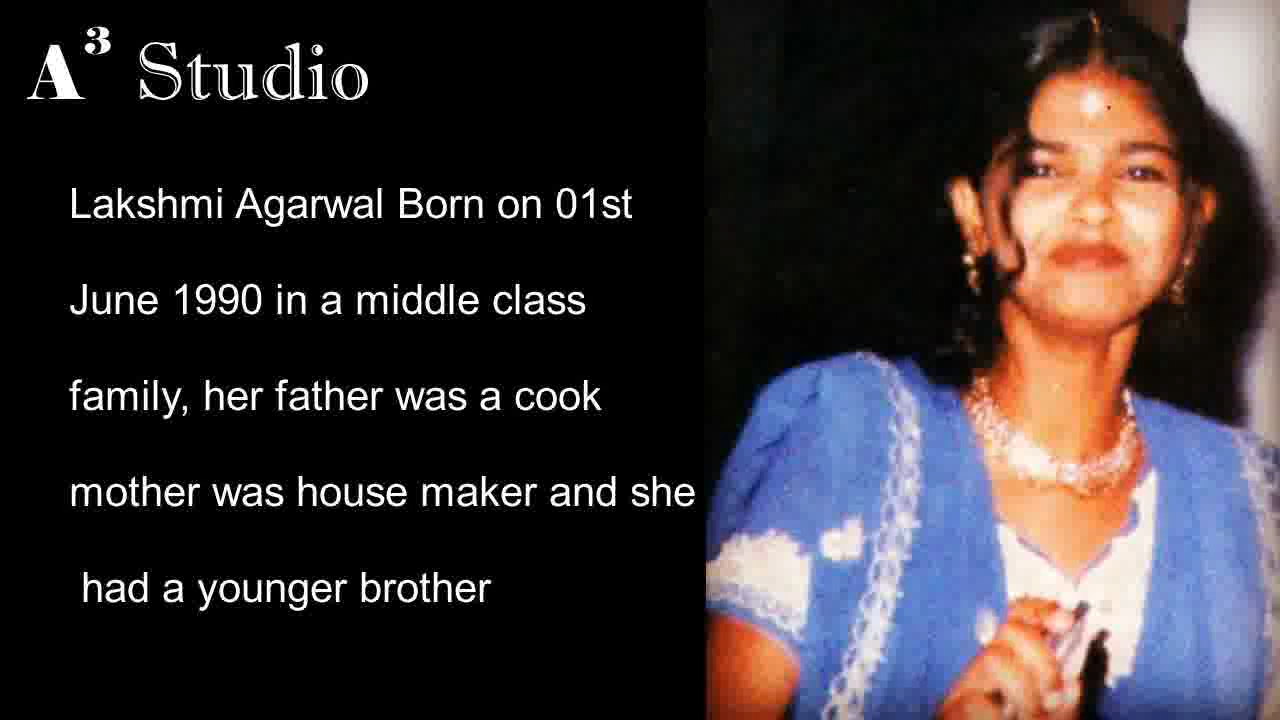 A³ Studio
Lakshmi Agarwal Born on 01st
June 1990 in a middle class
family, her father was a cook
mother was house maker and she
had a younger brother